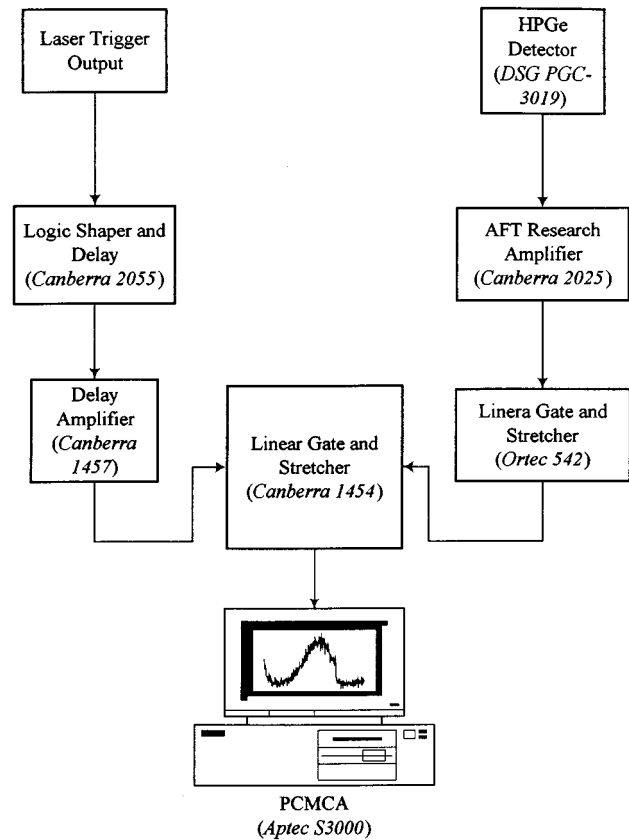 Laser Trigger
Output
HPGe
Detector
(DSG PGC-
3019)
Logic Shaper and
Delay
(Canberra 2055)
AFT Research
Amplifier
(Canberra 2025)
Delay
Amplifier
(Canberra
1457)
Linear Gate and
Stretcher
(Canberra 1454)
Linera Gate and
Stretcher
(Ortec 542)
PCMCA
(Aptec S3000)